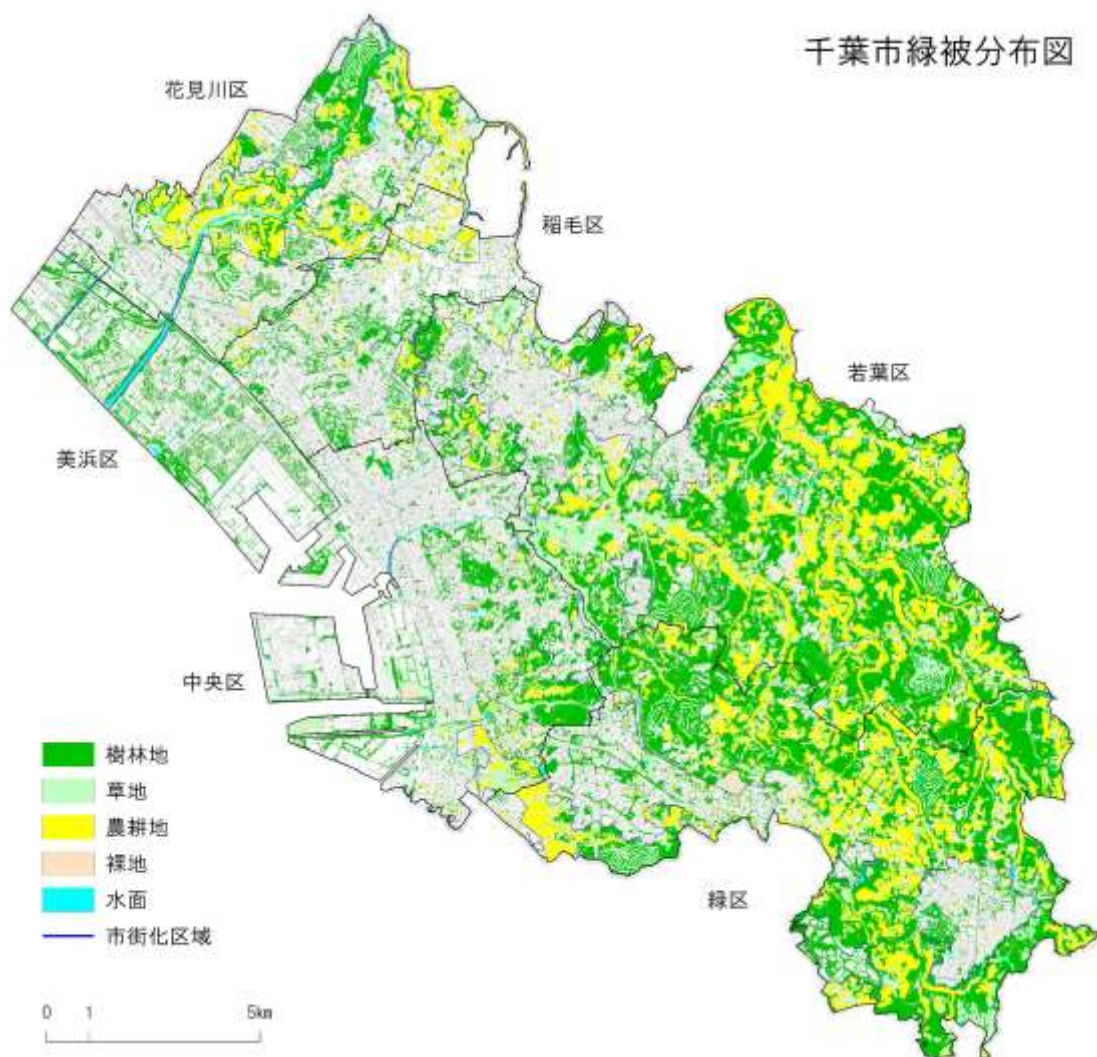 千葉市緑被分布図
花見川区
稲毛区
若葉区
美浜区
中央区
緑区
樹林地
草地
農耕地
裸地
水面
市街化区域
0 1 5km